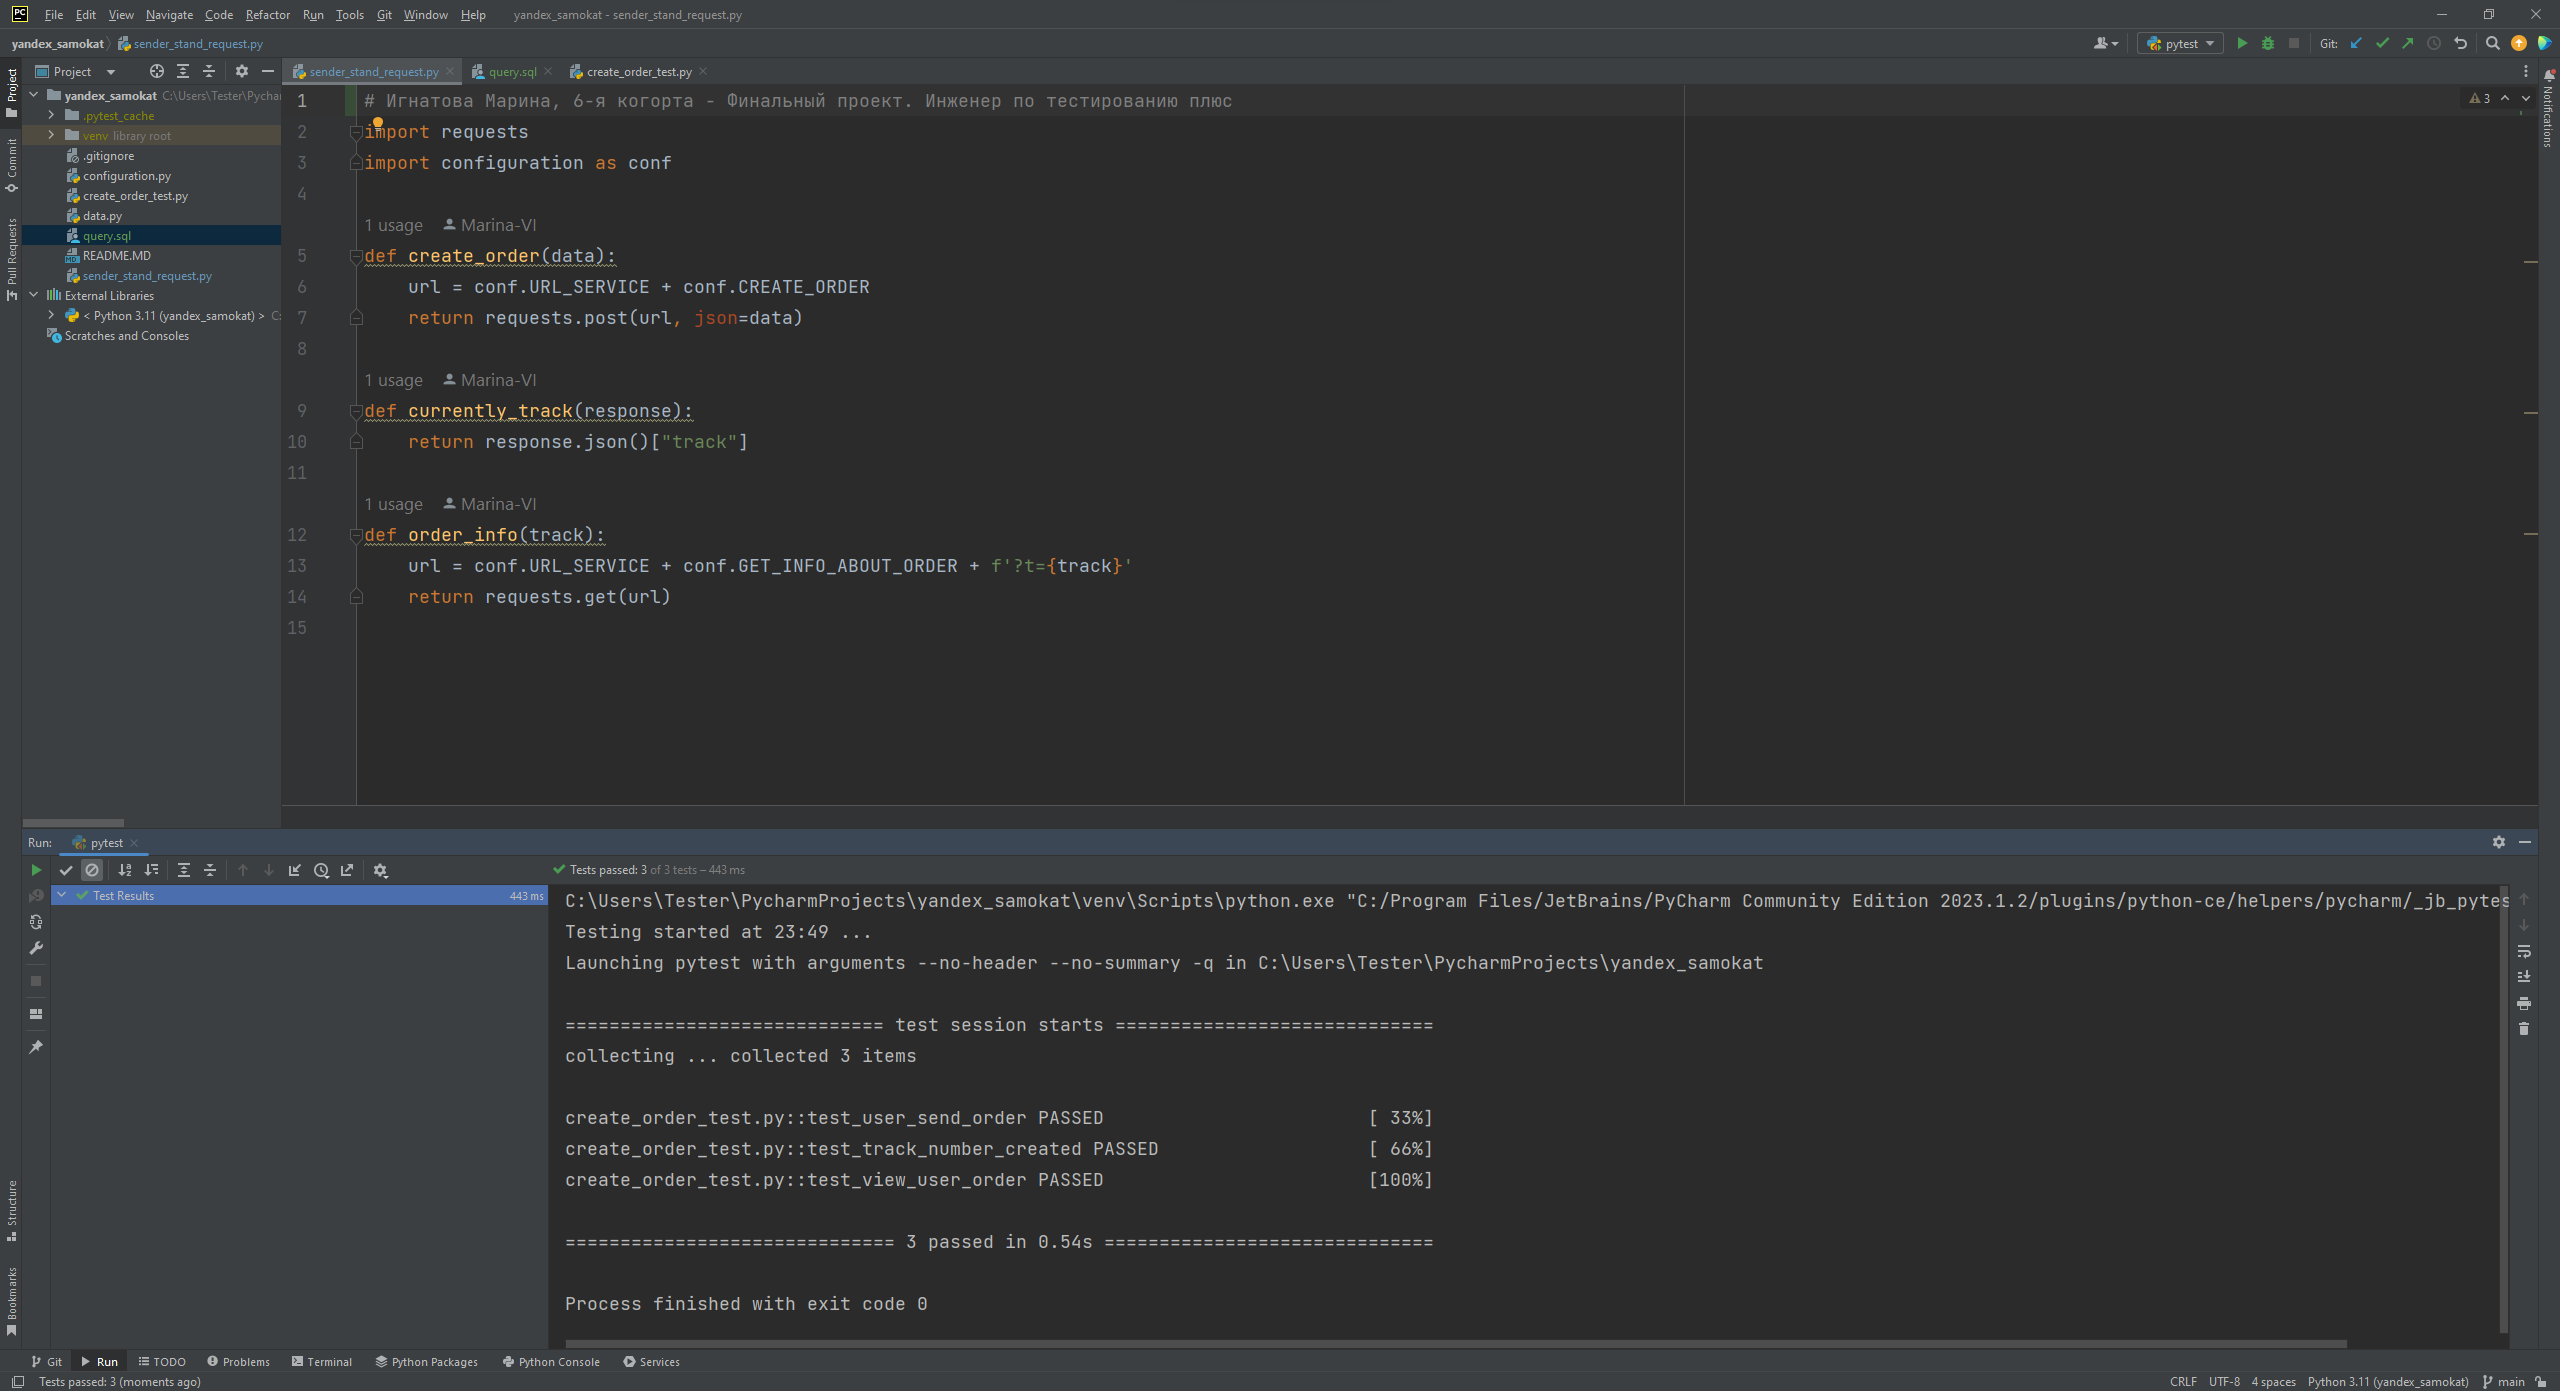 File Edit View Navigate Code Refactor Run Tools Git Window Help yandex_samokat - sender_stand_request.py
yandex_samokat sender_stand_request.py pytest Git:
Project sender_stand_request.py query.sql create_order_test.py
yandex_samokat C:\Users\Tester\Pychar
.pytest_cache
venv library root
.gitignore
configuration.py
create_order_test.py
data.py
query.sql
README.MD
sender_stand_request.py
External Libraries
< Python 3.11 (yandex_samokat) > C:
Scratches and Consoles
Project
Commit
Pull Requests
Structure
Bookmarks
Notifications
3
1 # Игнатова Марина, 6-я когорта - Финальный проект. Инженер по тестированию плюс
2 import requests
3 import configuration as conf
4
1 usage Marina-VI
5 def create_order(data):
6 url = conf.URL_SERVICE + conf.CREATE_ORDER
7 return requests.post(url, json=data)
8
1 usage Marina-VI
9 def currently_track(response):
10 return response.json()["track"]
11
1 usage Marina-VI
12 def order_info(track):
13 url = conf.URL_SERVICE + conf.GET_INFO_ABOUT_ORDER + f'?t={track}'
14 return requests.get(url)
15
Run: pytest
Tests passed: 3 of 3 tests – 443 ms
Test Results 443 ms
C:\Users\Tester\PycharmProjects\yandex_samokat\venv\Scripts\python.exe "C:/Program Files/JetBrains/PyCharm Community Edition 2023.1.2/plugins/python-ce/helpers/pycharm/_jb_pytes
Testing started at 23:49 ...
Launching pytest with arguments --no-header --no-summary -q in C:\Users\Tester\PycharmProjects\yandex_samokat
============================= test session starts =============================
collecting ... collected 3 items
create_order_test.py::test_user_send_order PASSED [ 33%]
create_order_test.py::test_track_number_created PASSED [ 66%]
create_order_test.py::test_view_user_order PASSED [100%]
============================== 3 passed in 0.54s ==============================
Process finished with exit code 0
Git Run TODO Problems Terminal Python Packages Python Console Services
Tests passed: 3 (moments ago) CRLF UTF-8 4 spaces Python 3.11 (yandex_samokat) main